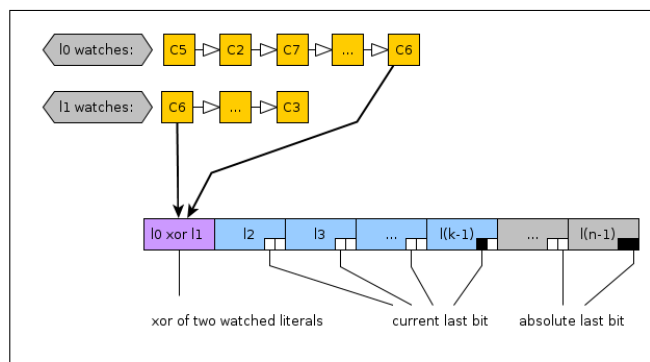 l0 watches: C5 C2 C7 ... C6
l1 watches: C6 ... C3
l0 xor l1 l2 l3 ... l(k-1) ... l(n-1)
xor of two watched literals current last bit absolute last bit